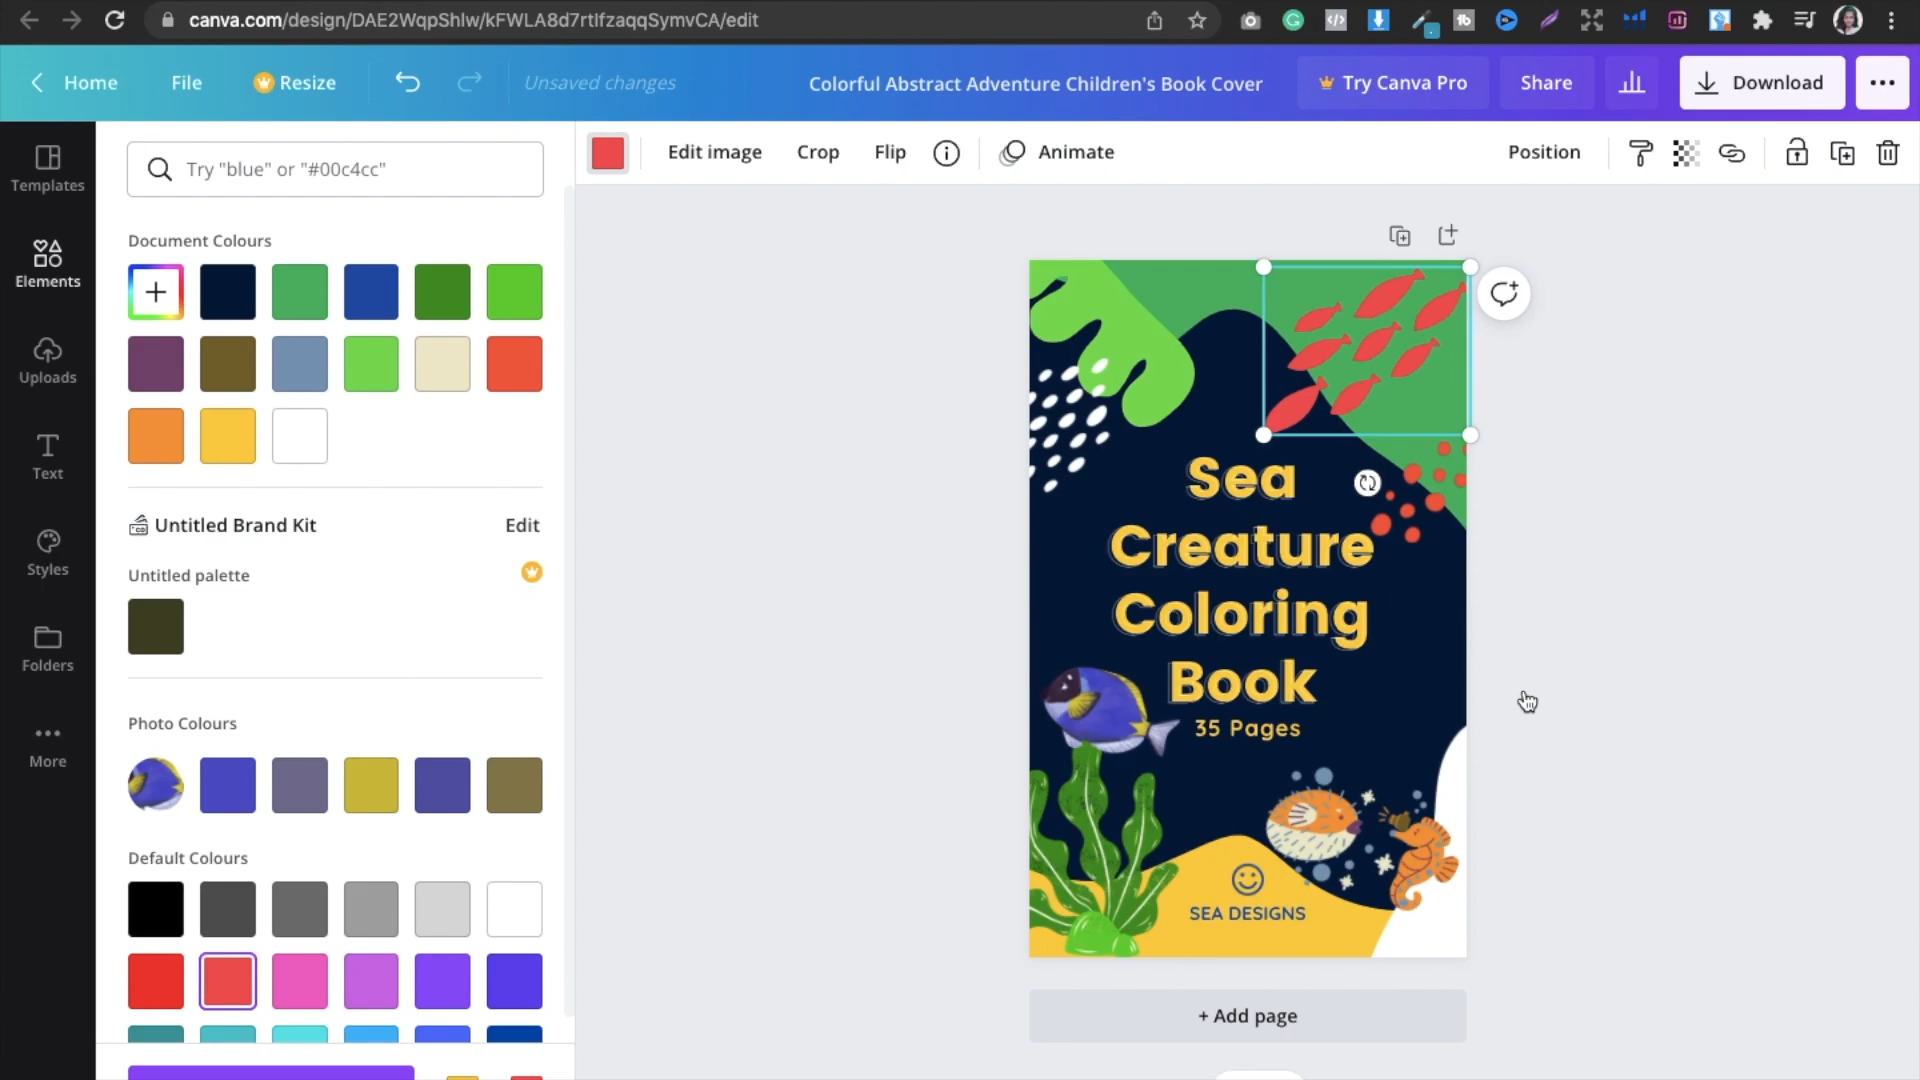 canva.com/design/DAE2WqpShlw/kFWLA8d7rtlfzaqqSymvCA/edit
Home
File
Resize
Unsaved changes
Colorful Abstract Adventure Children's Book Cover
Try Canva Pro
Share
Download
Templates
Elements
Uploads
Text
Styles
Folders
More
Try "blue" or "#00c4cc"
Document Colours
Untitled Brand Kit
Edit
Untitled palette
Photo Colours
Default Colours
Edit image
Crop
Flip
Animate
Position
Sea
Creature
Coloring
Book
35 Pages
SEA DESIGNS
+ Add page